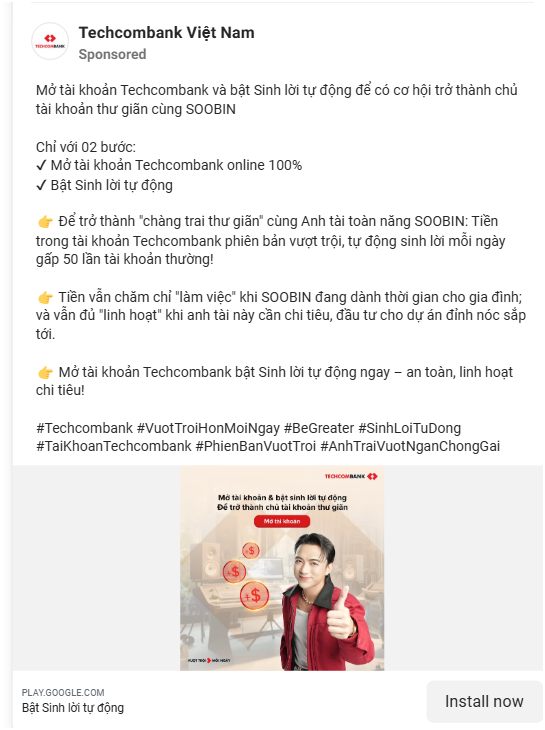 Techcombank Việt Nam
Sponsored
Mở tài khoản Techcombank và bật Sinh lời tự động để có cơ hội trở thành chủ
tài khoản thư giãn cùng SOOBIN
Chỉ với 02 bước:
✓ Mở tài khoản Techcombank online 100%
✓ Bật Sinh lời tự động
👉 Để trở thành "chàng trai thư giãn" cùng Anh tài toàn năng SOOBIN: Tiền
trong tài khoản Techcombank phiên bản vượt trội, tự động sinh lời mỗi ngày
gấp 50 lần tài khoản thường!
👉 Tiền vẫn chăm chỉ "làm việc" khi SOOBIN đang dành thời gian cho gia đình;
và vẫn đủ "linh hoạt" khi anh tài này cần chi tiêu, đầu tư cho dự án đỉnh nóc sắp
tới.
👉 Mở tài khoản Techcombank bật Sinh lời tự động ngay – an toàn, linh hoạt
chi tiêu!
#Techcombank #VuotTroiHonMoiNgay #BeGreater #SinhLoiTuDong
#TaiKhoanTechcombank #PhienBanVuotTroi #AnhTraiVuotNganChongGai
TECHCOMBANK
Mở tài khoản & bật sinh lời tự động
Để trở thành chủ tài khoản thư giãn
Mở tài khoản
+$
+$
+$
VƯỢT TRỘI MỖI NGÀY
PLAY.GOOGLE.COM
Bật Sinh lời tự động
Install now